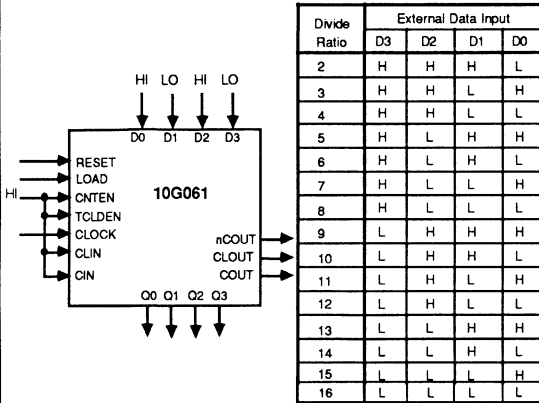 HI LO HI LO
D0 D1 D2 D3
RESET
LOAD
HI CNTEN
TCLDEN
CLOCK
CLIN
CIN
10G061
nCOUT
CLOUT
COUT
Q0 Q1 Q2 Q3
Divide Ratio External Data Input
D3 D2 D1 D0
2 H H H L
3 H H L H
4 H H L L
5 H L H H
6 H L H L
7 H L L H
8 H L L L
9 L H H H
10 L H H L
11 L H L H
12 L H L L
13 L L H H
14 L L H L
15 L L L H
16 L L L L